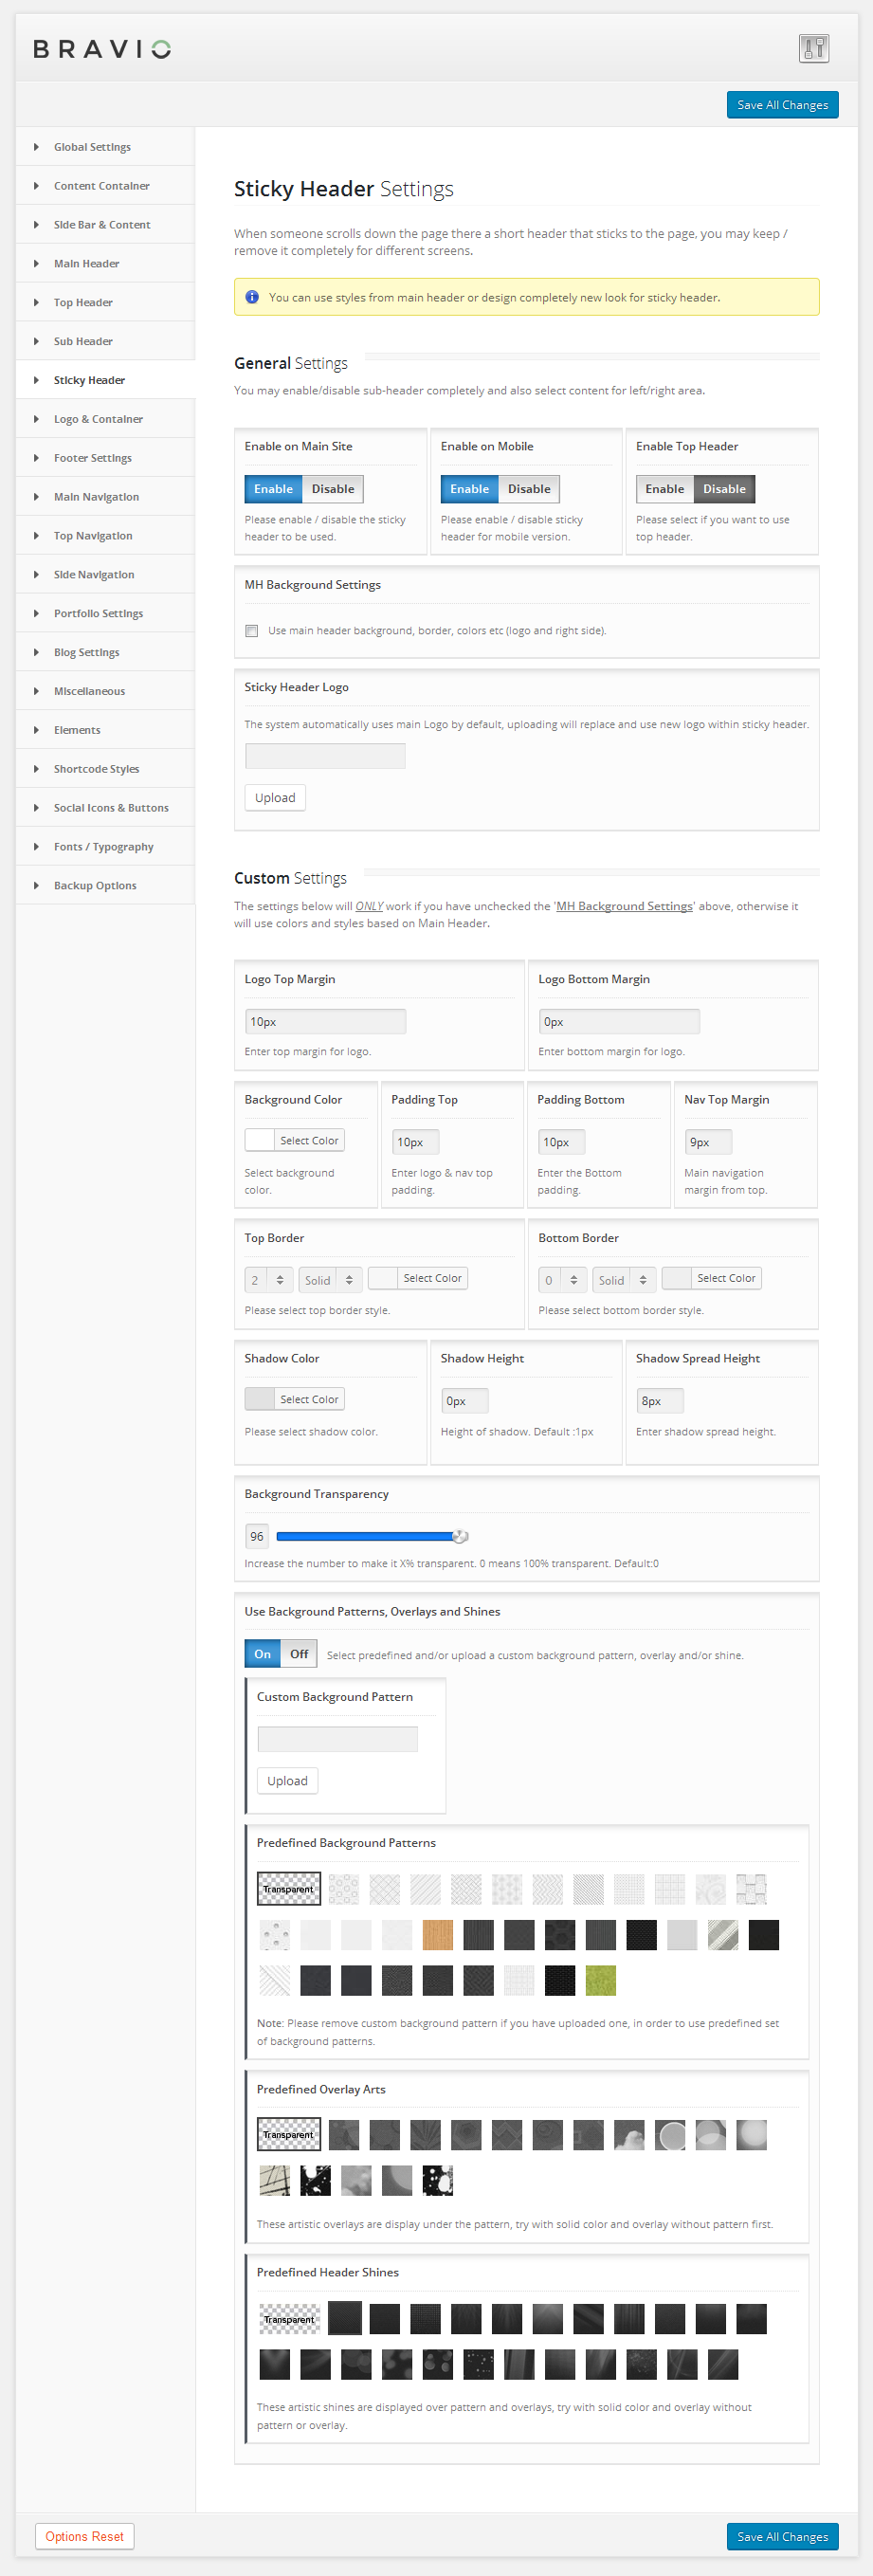 BRAVIO
Save All Changes
Global Settings
Content Container
Side Bar & Content
Main Header
Top Header
Sub Header
Sticky Header
Logo & Container
Footer Settings
Main Navigation
Top Navigation
Side Navigation
Portfolio Settings
Blog Settings
Miscellaneous
Elements
Shortcode Styles
Social Icons & Buttons
Fonts / Typography
Backup Options
Sticky Header Settings
When someone scrolls down the page there a short header that sticks to the page, you may keep /
remove it completely for different screens.
You can use styles from main header or design completely new look for sticky header.
General Settings
You may enable/disable sub-header completely and also select content for left/right area.
Enable on Main Site
Enable Disable
Please enable / disable the sticky
header to be used.
Enable on Mobile
Enable Disable
Please enable / disable sticky
header for mobile version.
Enable Top Header
Enable Disable
Please select if you want to use
top header.
MH Background Settings
Use main header background, border, colors etc (logo and right side).
Sticky Header Logo
The system automatically uses main Logo by default, uploading will replace and use new logo within sticky header.
Upload
Custom Settings
The settings below will ONLY work if you have unchecked the 'MH Background Settings' above, otherwise it
will use colors and styles based on Main Header.
Logo Top Margin
10px
Enter top margin for logo.
Logo Bottom Margin
0px
Enter bottom margin for logo.
Background Color
Select Color
Select background
color.
Padding Top
10px
Enter logo & nav top
padding.
Padding Bottom
10px
Enter the Bottom
padding.
Nav Top Margin
9px
Main navigation
margin from top.
Top Border
2 Solid Select Color
Please select top border style.
Bottom Border
0 Solid Select Color
Please select bottom border style.
Shadow Color
Select Color
Please select shadow color.
Shadow Height
0px
Height of shadow. Default :1px
Shadow Spread Height
8px
Enter shadow spread height.
Background Transparency
96
Increase the number to make it X% transparent. 0 means 100% transparent. Default:0
Use Background Patterns, Overlays and Shines
On Off Select predefined and/or upload a custom background pattern, overlay and/or shine.
Custom Background Pattern
Upload
Predefined Background Patterns
Transparent
Note: Please remove custom background pattern if you have uploaded one, in order to use predefined set
of background patterns.
Predefined Overlay Arts
Transparent
These artistic overlays are display under the pattern, try with solid color and overlay without pattern first.
Predefined Header Shines
Transparent
These artistic shines are displayed over pattern and overlays, try with solid color and overlay without
pattern or overlay.
Options Reset
Save All Changes